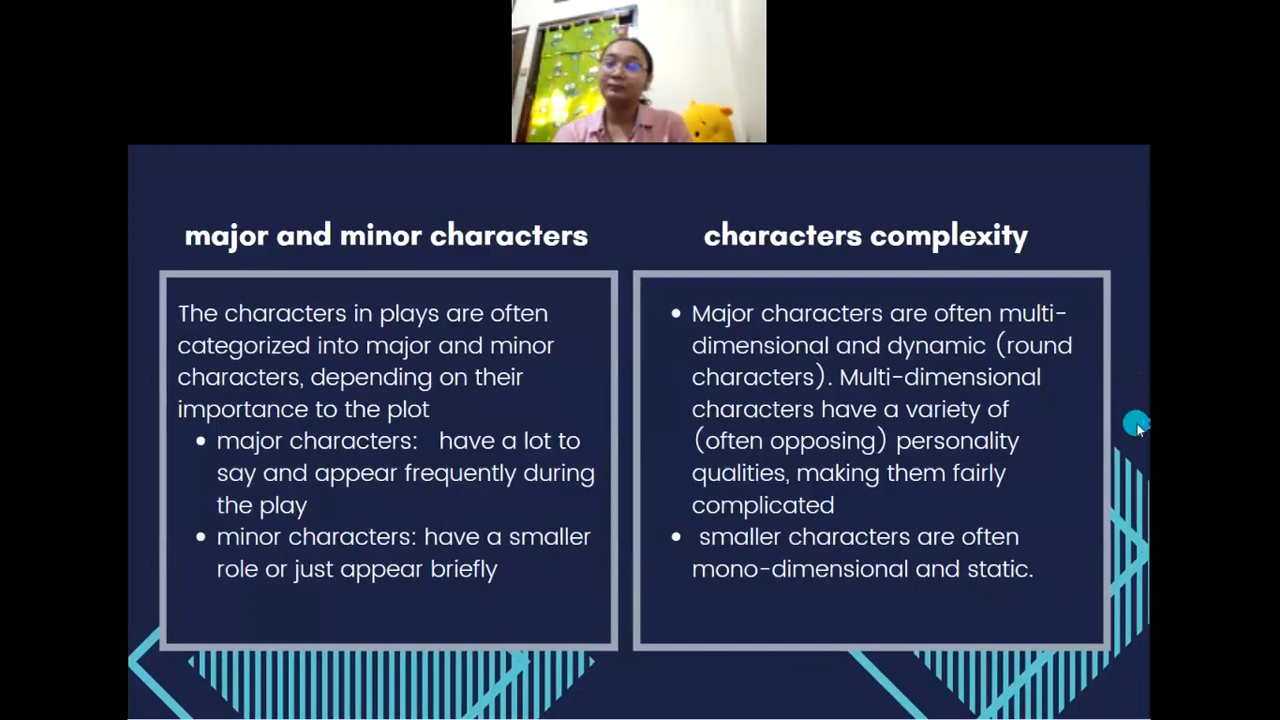 major and minor characters
The characters in plays are often
categorized into major and minor
characters, depending on their
importance to the plot
• major characters: have a lot to
say and appear frequently during
the play
• minor characters: have a smaller
role or just appear briefly
characters complexity
• Major characters are often multi-
dimensional and dynamic (round
characters). Multi-dimensional
characters have a variety of
(often opposing) personality
qualities, making them fairly
complicated
• smaller characters are often
mono-dimensional and static.